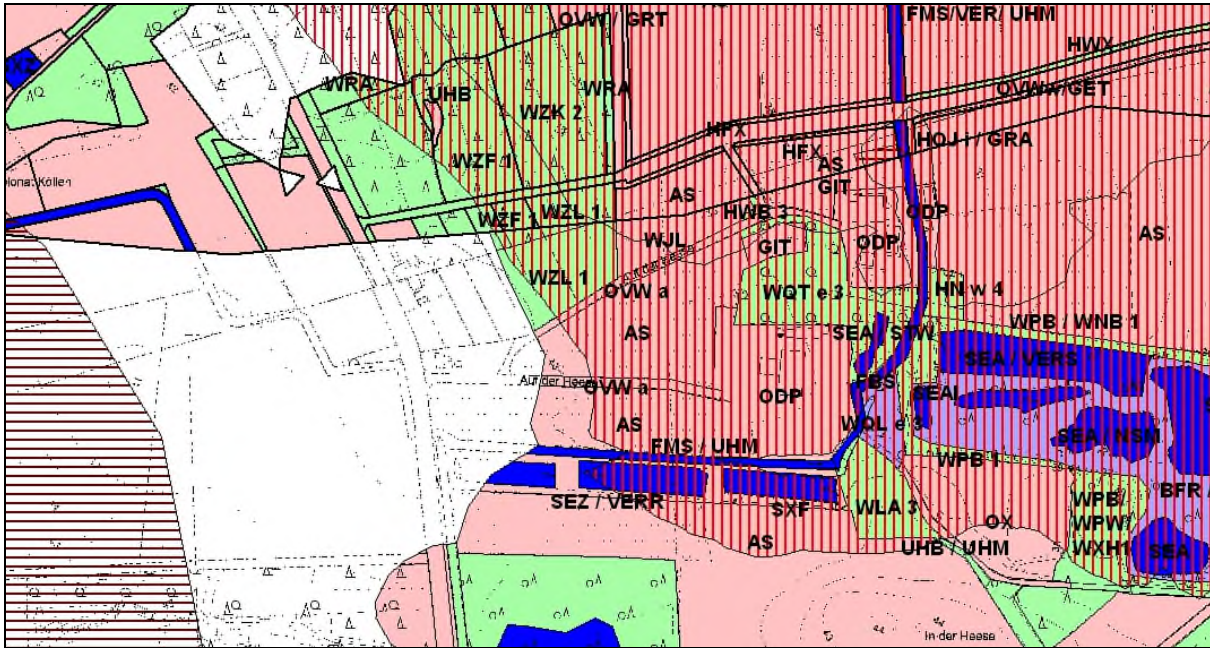 OVW / GRT
FMS/VER/ UHM
HWX
WRA
UHB
WRA
OVWv/GET
WZK 2
HFX
HOJ i / GRA
WZF 1
HFX
AS
GIT
AS
HWB 3
ODP
WZF 1
WZL 1
WJL
GIT
ODP
AS
WZL 1
OVW a
WQT e 3
HN w 4
AS
SEA / STW
WPB / WNB 1
SEA / VERS
Auf der Heese
OVW a
FBS
ODP
SEAI
AS
WQL e 3
SEA / NSM
FMS / UHM
WPB 1
SEZ / VERR
SXF
WLA 3
WPB/
WPW/
WXH1
BFR /
OX
AS
UHB / UHM
SEA
In der Heese